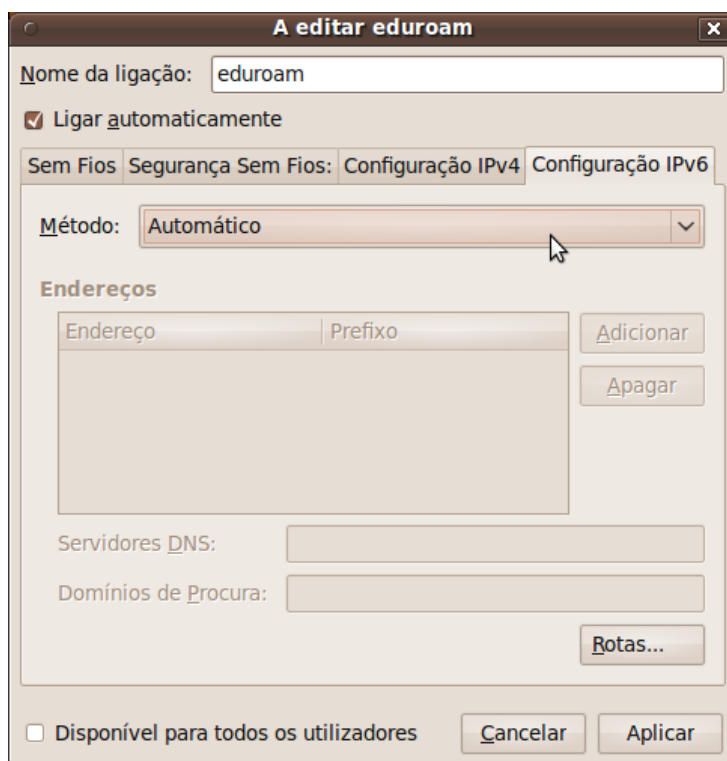 A editar eduroam
Nome da ligação: eduroam
Ligar automaticamente
Sem Fios Segurança Sem Fios: Configuração IPv4 Configuração IPv6
Método: Automático
Endereços
Endereço Prefixo Adicionar
Apagar
Servidores DNS:
Domínios de Procura:
Rotas...
Disponível para todos os utilizadores Cancelar Aplicar